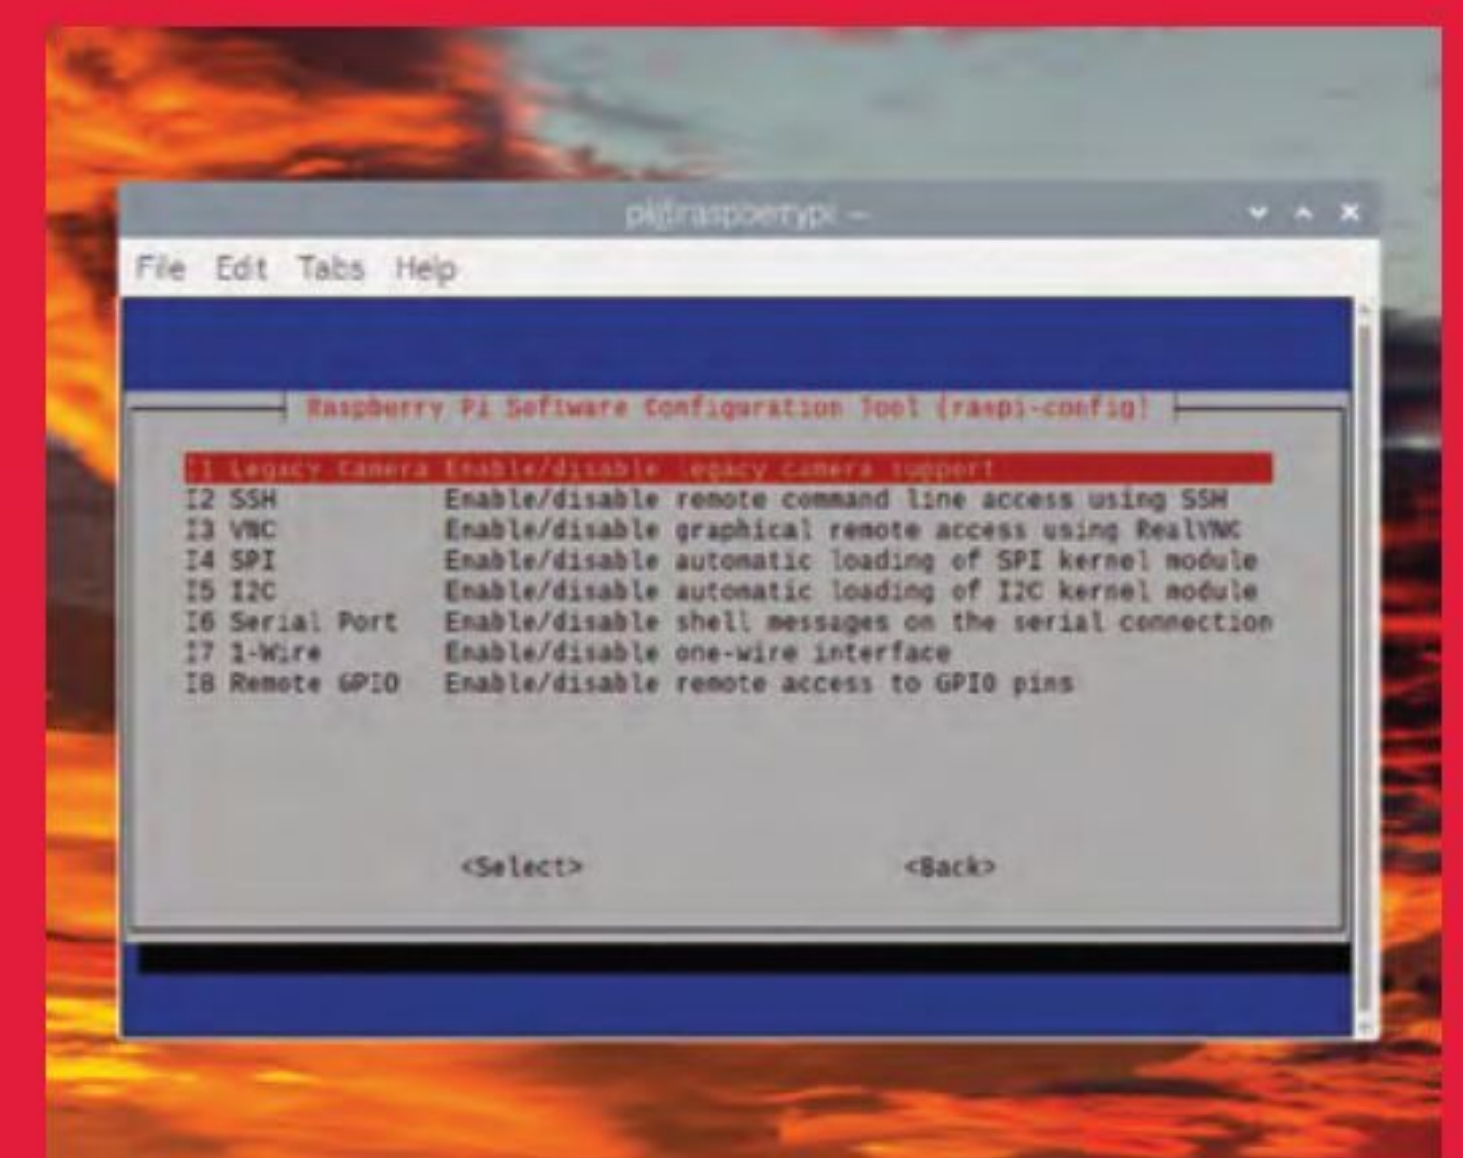 pi@raspberrypi: ~
File Edit Tabs Help
Raspberry Pi Software Configuration Tool (raspi-config)
I1 Legacy Camera Enable/disable legacy camera support
I2 SSH Enable/disable remote command line access using SSH
I3 VNC Enable/disable graphical remote access using RealVNC
I4 SPI Enable/disable automatic loading of SPI kernel module
I5 I2C Enable/disable automatic loading of I2C kernel module
I6 Serial Port Enable/disable shell messages on the serial connection
I7 1-Wire Enable/disable one-wire interface
I8 Remote GPIO Enable/disable remote access to GPIO pins
<Select> <Back>